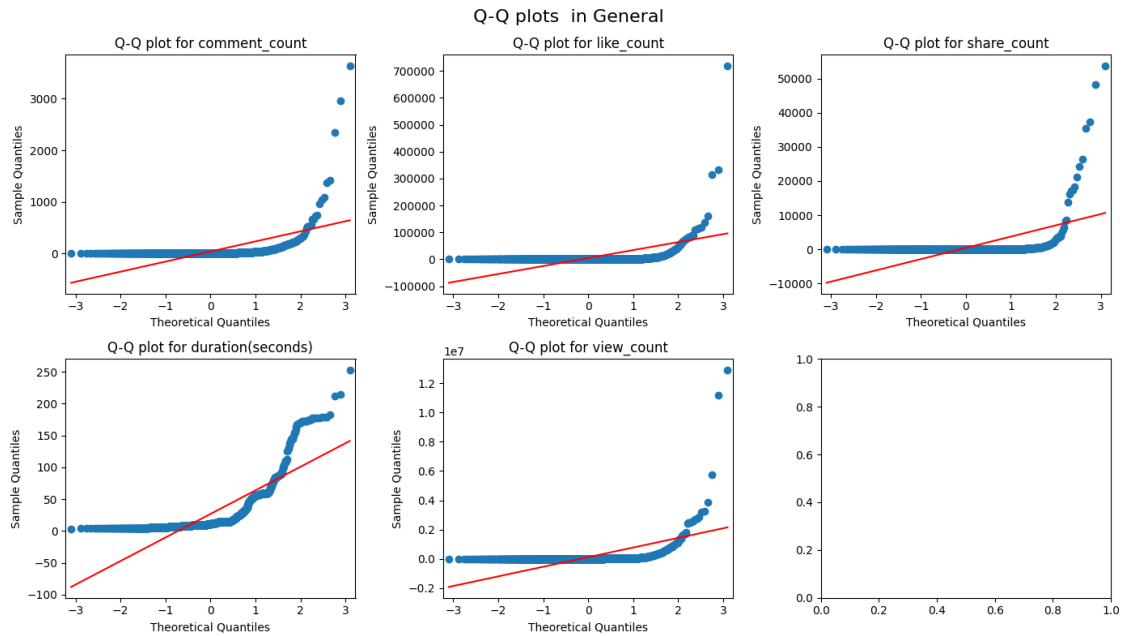 Q-Q plots  in General
Q-Q plot for comment_count
Sample Quantiles
3000
2000
1000
0
−3 −2 −1 0 1 2 3
Theoretical Quantiles
Q-Q plot for like_count
Sample Quantiles
700000
600000
500000
400000
300000
200000
100000
0
−100000
−3 −2 −1 0 1 2 3
Theoretical Quantiles
Q-Q plot for share_count
Sample Quantiles
50000
40000
30000
20000
10000
0
−10000
−3 −2 −1 0 1 2 3
Theoretical Quantiles
Q-Q plot for duration(seconds)
Sample Quantiles
250
200
150
100
50
0
−50
−100
−3 −2 −1 0 1 2 3
Theoretical Quantiles
Q-Q plot for view_count
1e7
Sample Quantiles
1.2
1.0
0.8
0.6
0.4
0.2
0.0
−0.2
−3 −2 −1 0 1 2 3
Theoretical Quantiles
1.0
0.8
0.6
0.4
0.2
0.0
0.0 0.2 0.4 0.6 0.8 1.0